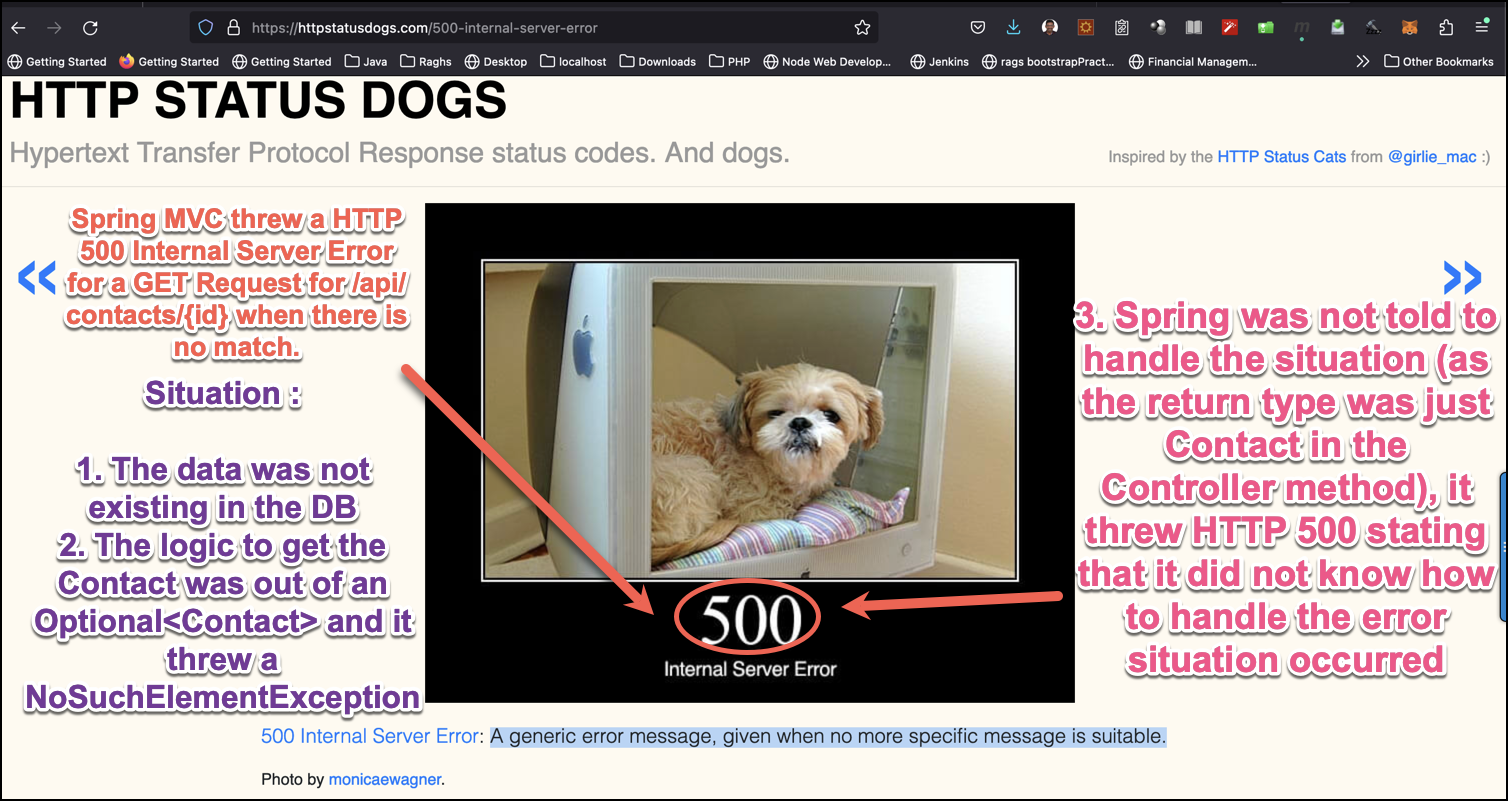 https://httpstatusdogs.com/500-internal-server-error
Getting Started
Getting Started
Getting Started
Java
Raghs
Desktop
localhost
Downloads
PHP
Node Web Develop...
Jenkins
rags bootstrapPract...
Financial Managem...
Other Bookmarks
HTTP STATUS DOGS
Hypertext Transfer Protocol Response status codes. And dogs.
Inspired by the HTTP Status Cats from @girlie_mac :)
Spring MVC threw a HTTP
500 Internal Server Error
for a GET Request for /api/
contacts/{id} when there is
no match.
Situation :
1. The data was not
existing in the DB
2. The logic to get the
Contact was out of an
Optional<Contact> and it
threw a
NoSuchElementException
500
Internal Server Error
3. Spring was not told to
handle the situation (as
the return type was just
Contact in the
Controller method), it
threw HTTP 500 stating
that it did not know how
to handle the error
situation occurred
500 Internal Server Error: A generic error message, given when no more specific message is suitable.
Photo by monicaewagner.